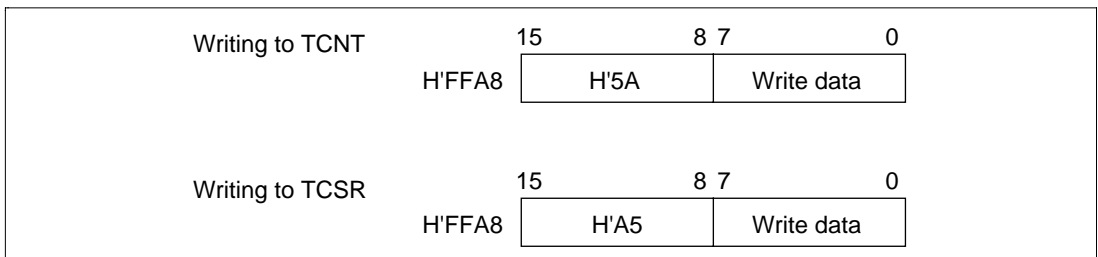 Writing to TCNT
15 8 7 0
H'FFA8 H'5A Write data
Writing to TCSR
15 8 7 0
H'FFA8 H'A5 Write data